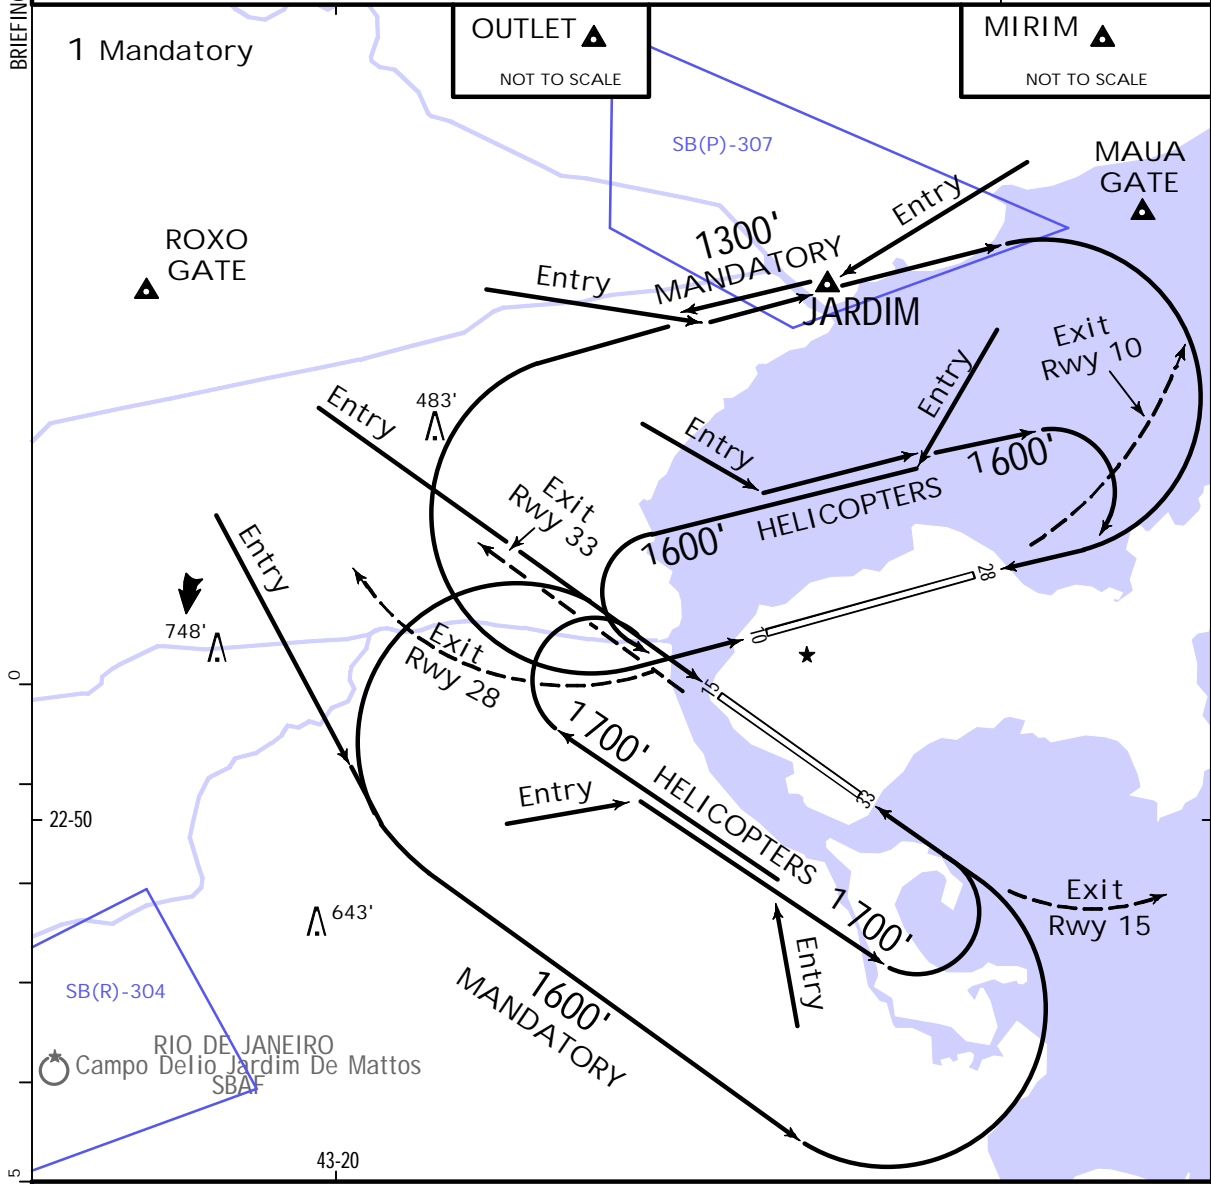 BRIEFING
1 Mandatory
OUTLET
NOT TO SCALE
MIRIM
NOT TO SCALE
SB(P)-307
MAUA
GATE
Entry
ROXO
GATE
1300'
MANDATORY
Entry
JARDIM
Exit
Rwy 10
Entry
483'
Entry
Entry
1600'
HELICOPTERS
1600'
Exit
Rwy 33
Entry
28
748'
10
Exit
Rwy 28
15
0
1700'
HELICOPTERS
Entry
33
22-50
1700'
Exit
Rwy 15
643'
Entry
SB(R)-304
1600'
MANDATORY
RIO DE JANEIRO
Campo Delio Jardim De Mattos
SBAF
43-20
5